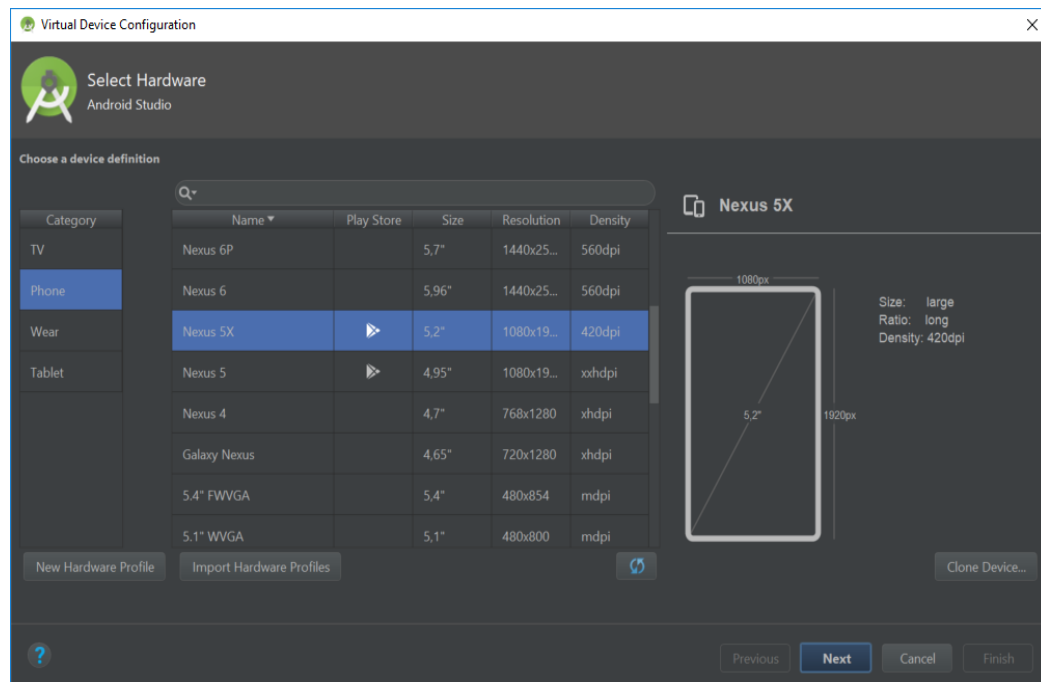 Virtual Device Configuration
Select Hardware
Android Studio
Choose a device definition
Category
TV
Phone
Wear
Tablet
Name Play Store Size Resolution Density
Nexus 6P 5,7" 1440x25... 560dpi
Nexus 6 5,96" 1440x25... 560dpi
Nexus 5X 5,2" 1080x19... 420dpi
Nexus 5 4,95" 1080x19... xxhdpi
Nexus 4 4,7" 768x1280 xhdpi
Galaxy Nexus 4,65" 720x1280 xhdpi
5.4" FWVGA 5,4" 480x854 mdpi
5.1" WVGA 5,1" 480x800 mdpi
Nexus 5X
1080px
5,2"
1920px
Size: large
Ratio: long
Density: 420dpi
New Hardware Profile
Import Hardware Profiles
Clone Device...
?
Previous
Next
Cancel
Finish